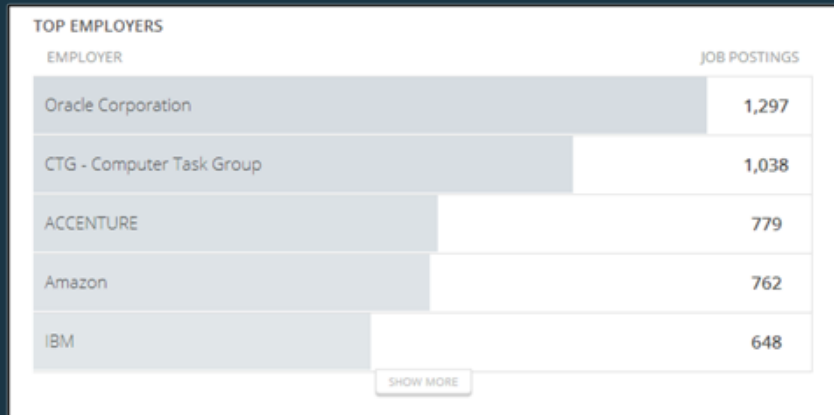 TOP EMPLOYERS
EMPLOYER JOB POSTINGS
Oracle Corporation 1,297
CTG - Computer Task Group 1,038
ACCENTURE 779
Amazon 762
IBM 648
SHOW MORE